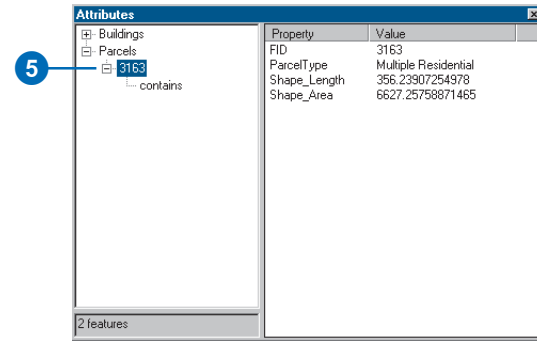 Attributes
Buildings
Parcels
5
3163
contains
Property Value
FID 3163
ParcelType Multiple Residential
Shape_Length 356.23907254978
Shape_Area 6627.25758871465
2 features